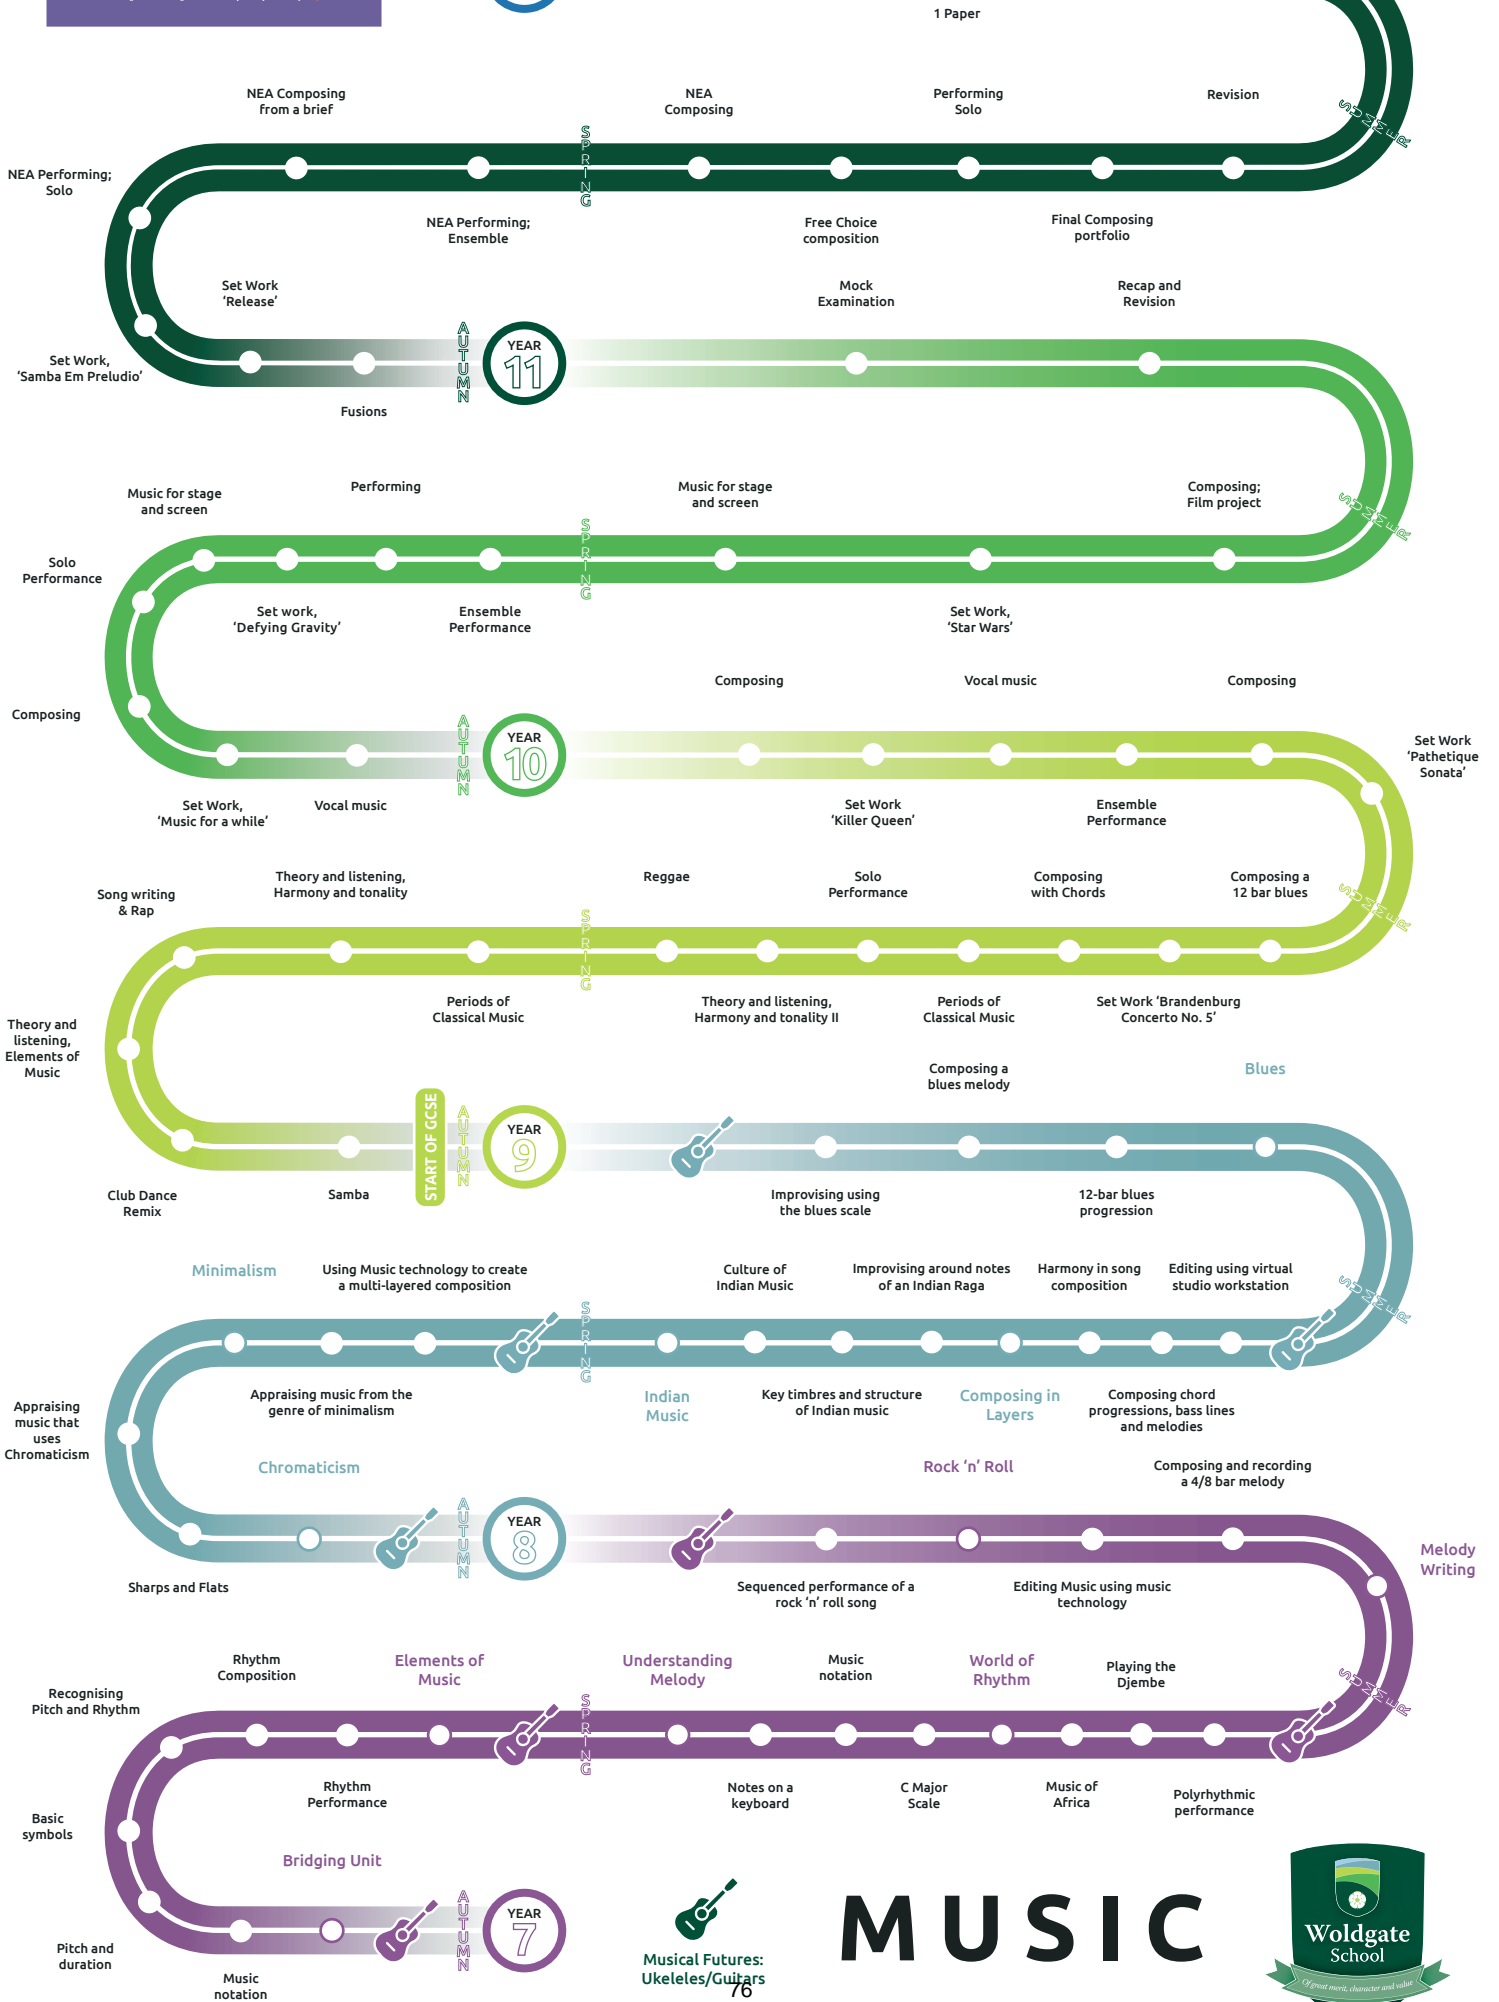 1 Paper
NEA Composing
from a brief
NEA
Composing
Performing
Solo
Revision
SUMMER
SPRING
NEA Performing;
Solo
NEA Performing;
Ensemble
Free Choice
composition
Final Composing
portfolio
Set Work
‘Release’
Mock
Examination
Recap and
Revision
AUTUMN
YEAR
11
Set Work,
‘Samba Em Preludio’
Fusions
Music for stage
and screen
Performing
Music for stage
and screen
Composing;
Film project
SUMMER
SPRING
Solo
Performance
Set work,
‘Defying Gravity’
Ensemble
Performance
Set Work,
‘Star Wars’
Composing
Composing
Vocal music
Composing
AUTUMN
YEAR
10
Set Work
‘Pathetique
Sonata’
Set Work,
‘Music for a while’
Vocal music
Set Work
‘Killer Queen’
Ensemble
Performance
Song writing
& Rap
Theory and listening,
Harmony and tonality
Reggae
Solo
Performance
Composing
with Chords
Composing a
12 bar blues
SUMMER
SPRING
Theory and
listening,
Elements of
Music
Periods of
Classical Music
Theory and listening,
Harmony and tonality II
Periods of
Classical Music
Set Work ‘Brandenburg
Concerto No. 5’
Composing a
blues melody
Blues
START OF GCSE
AUTUMN
YEAR
9
Club Dance
Remix
Samba
Improvising using
the blues scale
12-bar blues
progression
Minimalism
Using Music technology to create
a multi-layered composition
Culture of
Indian Music
Improvising around notes
of an Indian Raga
Harmony in song
composition
Editing using virtual
studio workstation
SUMMER
SPRING
Appraising
music that
uses
Chromaticism
Appraising music from the
genre of minimalism
Indian
Music
Key timbres and structure
of Indian music
Composing in
Layers
Composing chord
progressions, bass lines
and melodies
Chromaticism
Rock ‘n’ Roll
Composing and recording
a 4/8 bar melody
AUTUMN
YEAR
8
Melody
Writing
Sharps and Flats
Sequenced performance of a
rock ‘n’ roll song
Editing Music using music
technology
Recognising
Pitch and Rhythm
Rhythm
Composition
Elements of
Music
Understanding
Melody
Music
notation
World of
Rhythm
Playing the
Djembe
SUMMER
SPRING
Basic
symbols
Rhythm
Performance
Notes on a
keyboard
C Major
Scale
Music of
Africa
Polyrhythmic
performance
Bridging Unit
AUTUMN
YEAR
7
Pitch and
duration
Music
notation
Musical Futures:
Ukeleles/Guitars
76
MUSIC
Woldgate
School
Of great merit, character and value